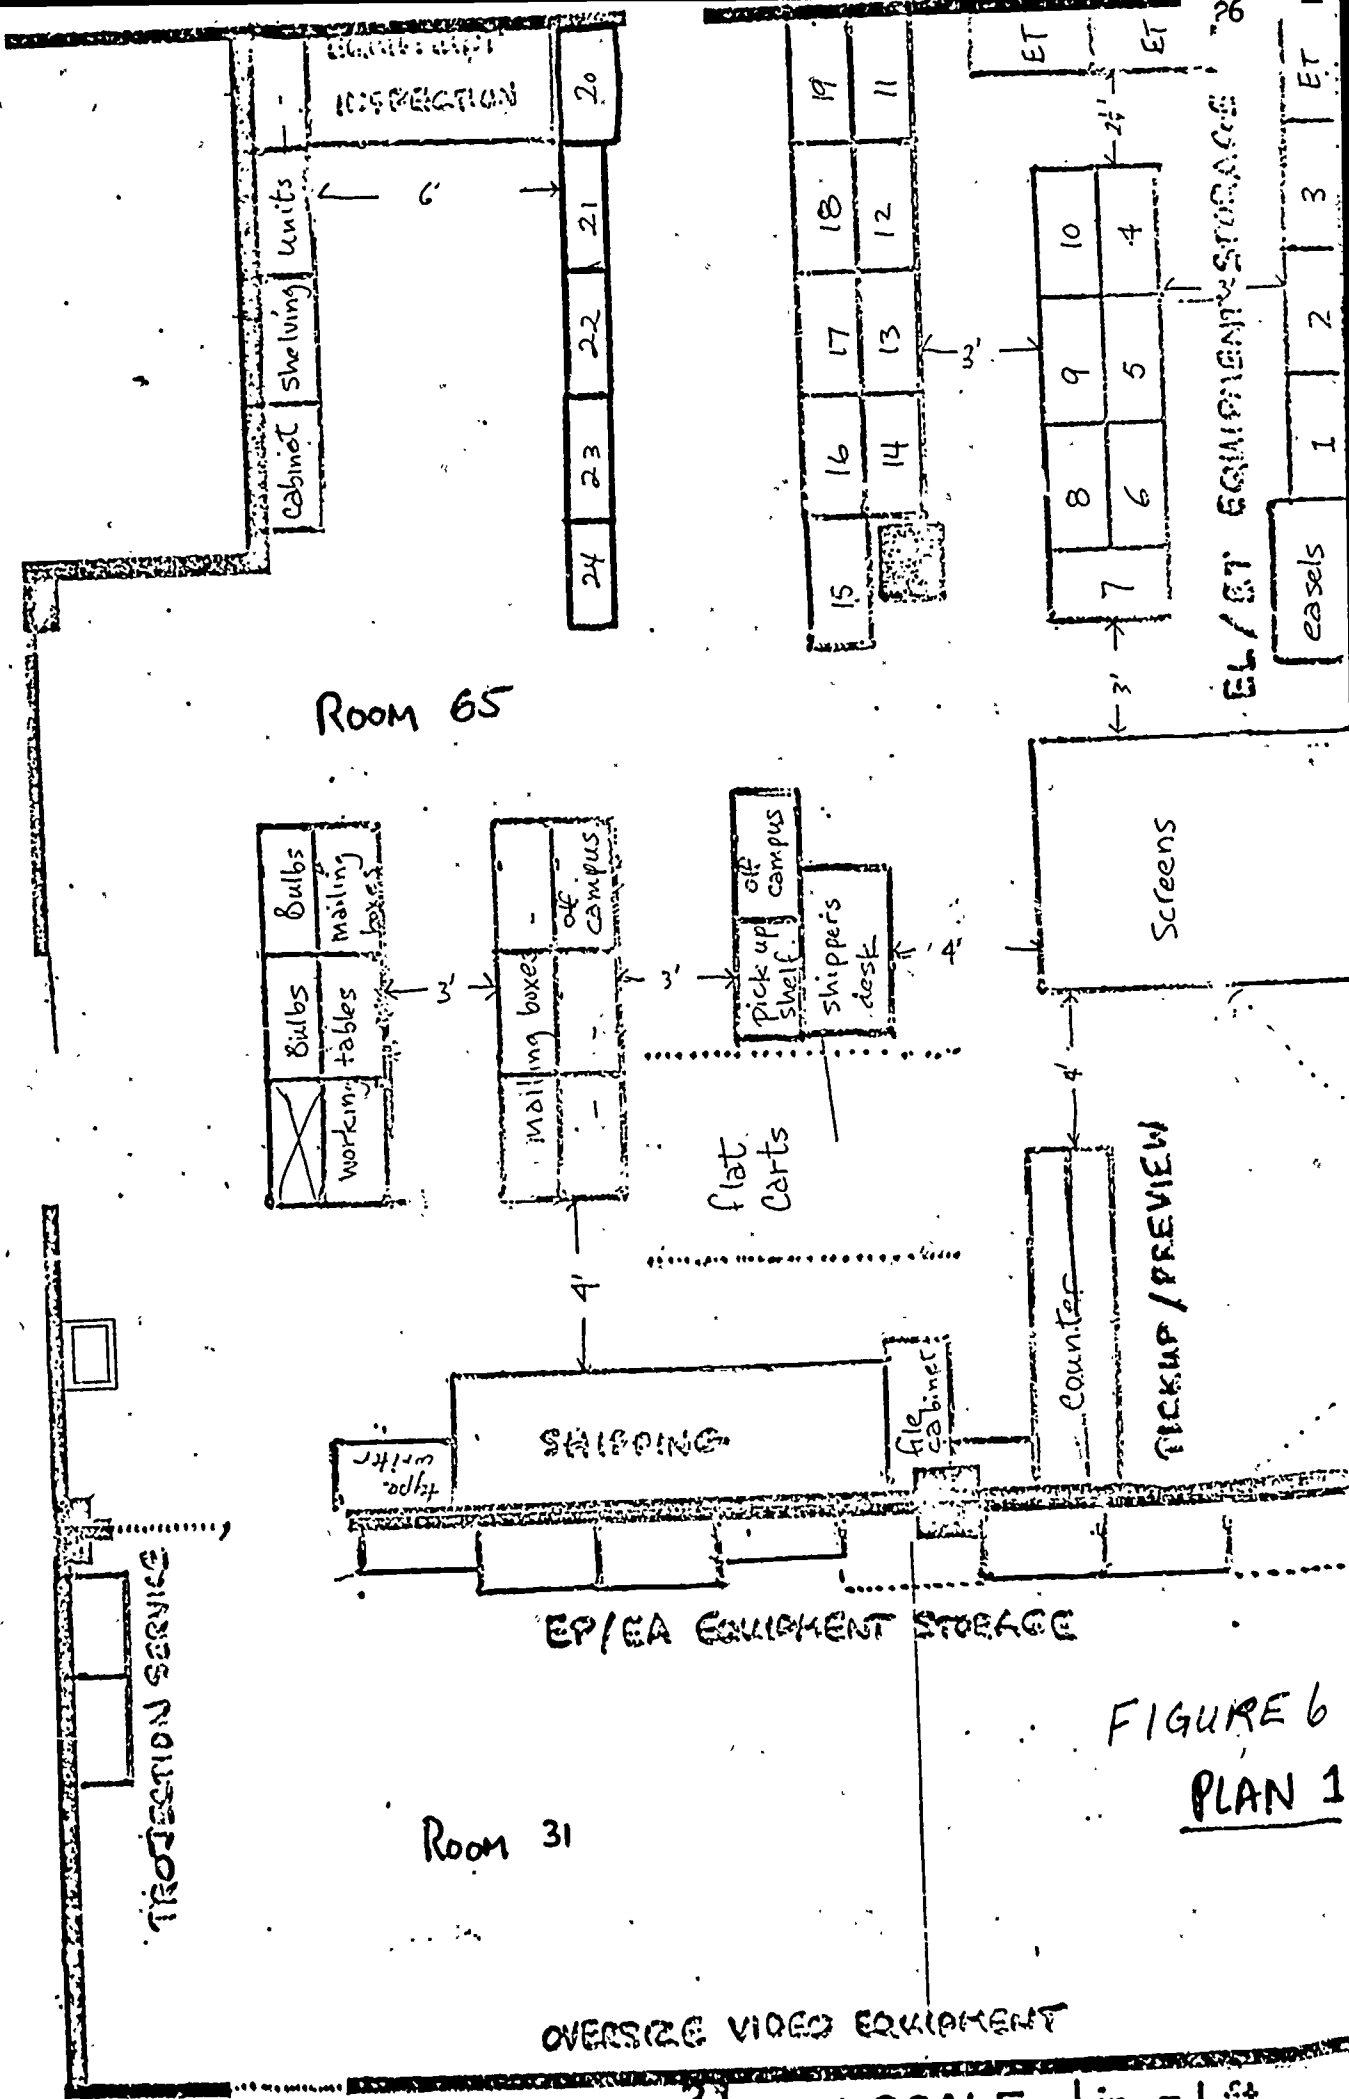 26
ET
ET
ET
INSPECTION
20
19
11
-
units
shelving
cabinet
6'
21
22
23
24
18
12
17
13
16
14
15
2½'
10
4
9
5
8
6
7
3'
3'
3
2
1
easels
EL/ET EQUIPMENT STORAGE
ROOM 65
Bulbs
mailing
boxes
Bulbs
working tables
3'
-
off
campus
mailing boxes
-
-
3'
off
campus
pick up
shelf
shipper's
desk
4'
Screens
4'
flat
carts
4'
Counter
PICKUP/PREVIEW
type
writer
SHIPPING
file
cabinet
PROJECTION SERVICE
EP/EA EQUIPMENT STORAGE
FIGURE 6
PLAN 1
ROOM 31
OVERSIZE VIDEO EQUIPMENT